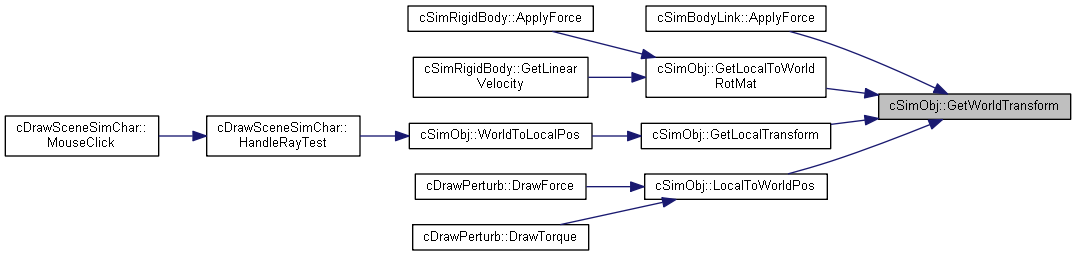 cSimRigidBody::ApplyForce
cSimBodyLink::ApplyForce
cSimRigidBody::GetLinear
Velocity
cSimObj::GetLocalToWorld
RotMat
cSimObj::GetWorldTransform
cDrawSceneSimChar::
MouseClick
cDrawSceneSimChar::
HandleRayTest
cSimObj::WorldToLocalPos
cSimObj::GetLocalTransform
cDrawPerturb::DrawForce
cSimObj::LocalToWorldPos
cDrawPerturb::DrawTorque